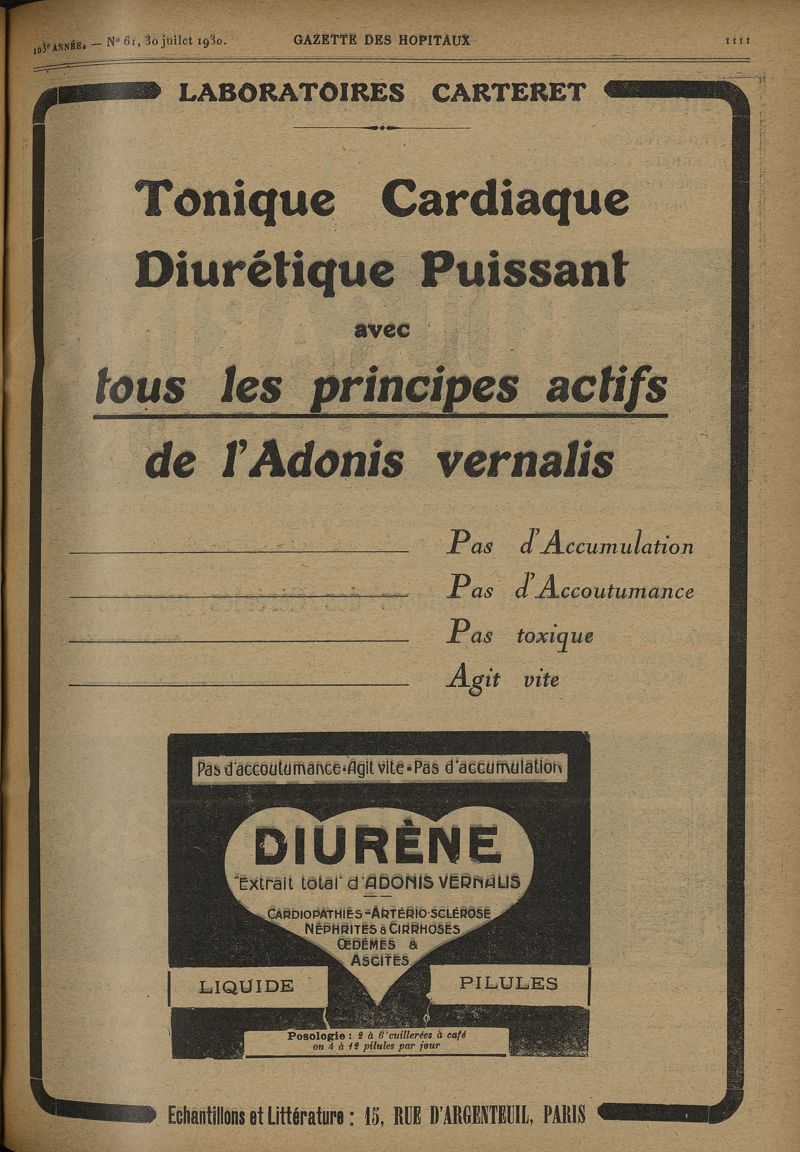 103e ANNÉE. — No 61, 30 juillet 1930.
GAZETTE DES HOPITAUX
1111
LABORATOIRES CARTERET
Tonique Cardiaque
Diurétique Puissant
avec
tous les principes actifs
de l'Adonis vernalis
Pas d'Accumulation
Pas d'Accoutumance
Pas toxique
Agit vite
Pas d'accoutumance-Agit vite-Pas d'accumulation
DIURÈNE
"Extrait total" d'ADONIS VERNALIS
CARDIOPATHIES-ARTÉRIO-SCLÉROSE
NÉPHRITES & CIRRHOSES
ŒDÈMES &
ASCITES
LIQUIDE
PILULES
Posologie : 2 à 6 cuillerées à café
ou 4 à 12 pilules par jour
Echantillons et Littérature : 15, RUE D'ARGENTEUIL, PARIS